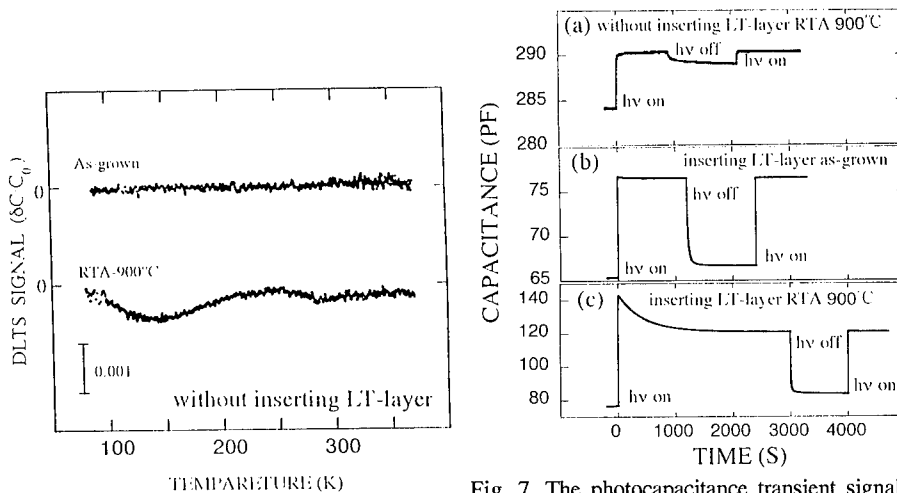 DLTS SIGNAL (δC/C₀)
As-grown
0
RTA-900°C
0
0.001
without inserting LT-layer
100
200
300
TEMPARETURE (K)
CAPACITANCE (PF)
(a) without inserting LT-layer RTA 900°C
290
285
280
hν on
hν off
hν on
(b) inserting LT-layer as-grown
75
70
65
hν on
hν off
hν on
(c) inserting LT-layer RTA 900°C
140
120
100
80
hν on
hν off
hν on
0
1000
2000
3000
4000
TIME (S)
Fig. 7 The photocapacitance transient signal